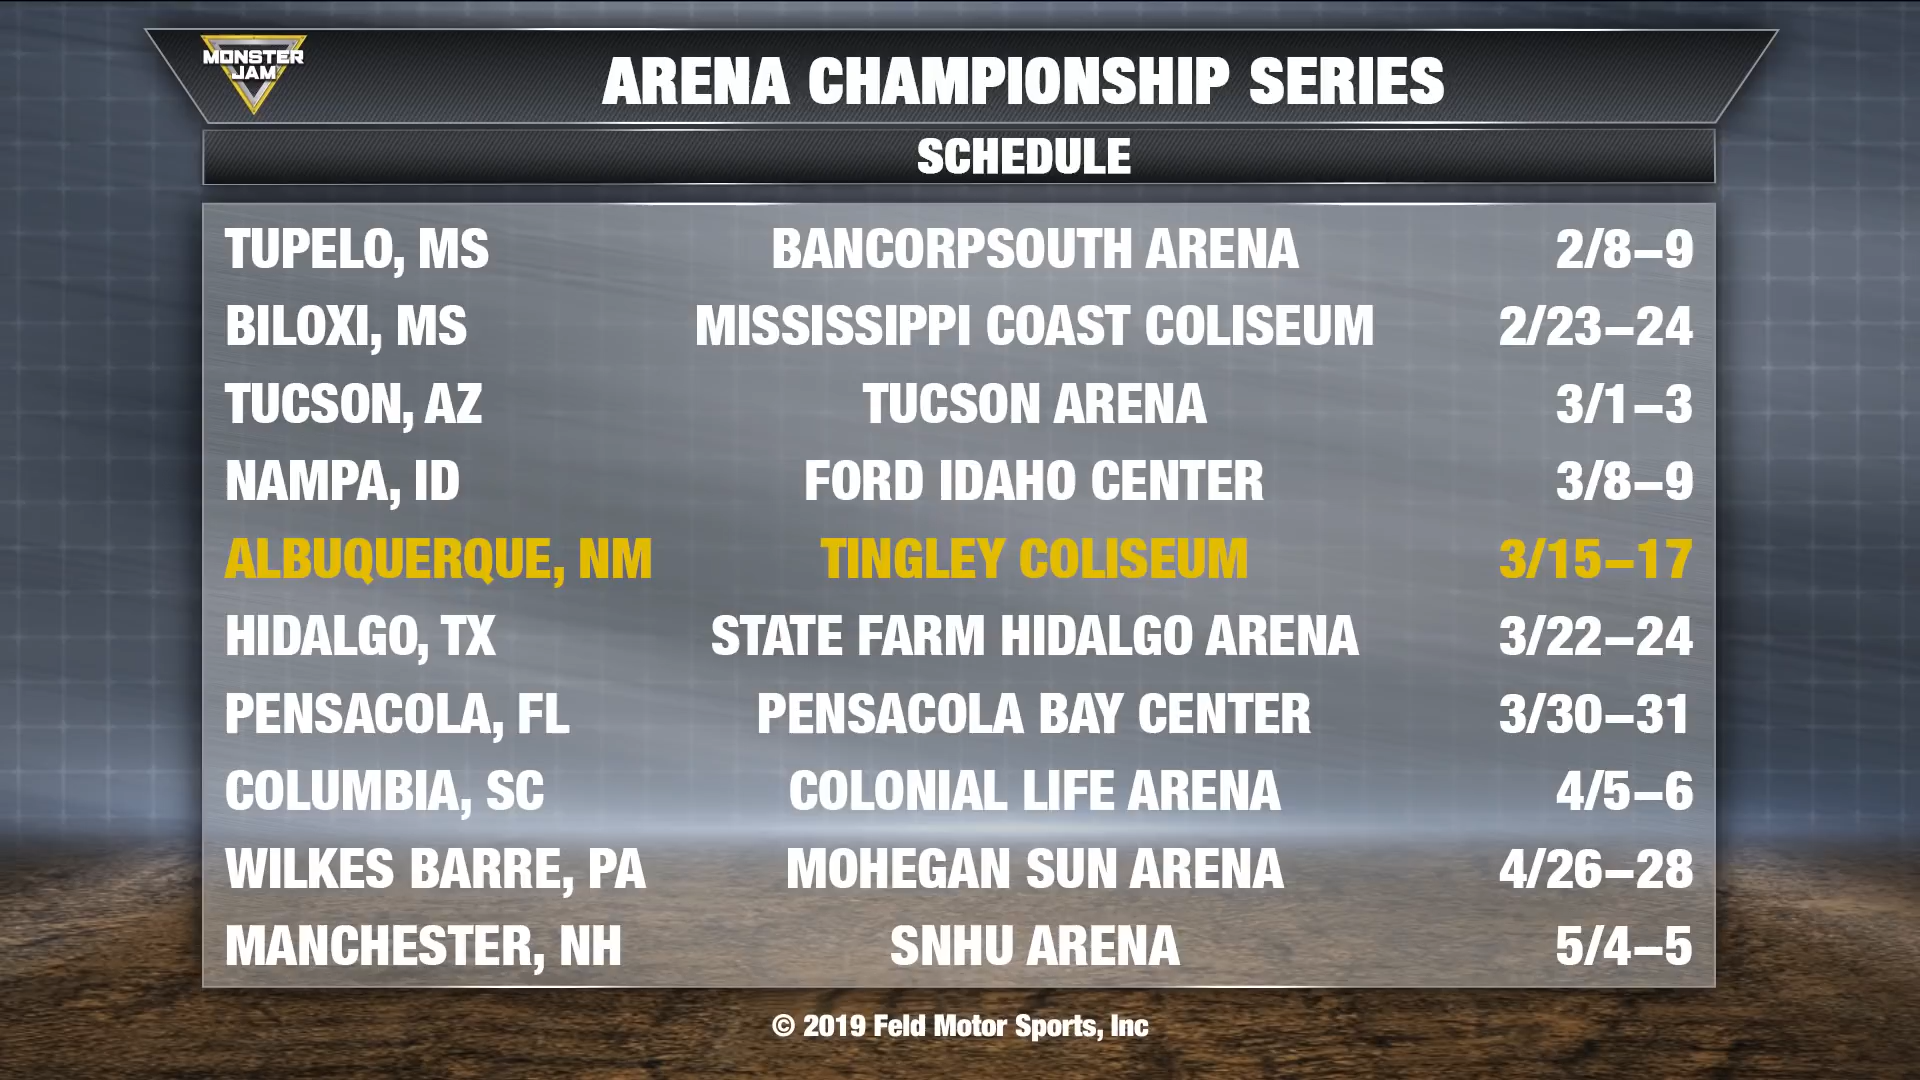 MONSTER
JAM
ARENA CHAMPIONSHIP SERIES
SCHEDULE
TUPELO, MS BANCORPSOUTH ARENA 2/8–9
BILOXI, MS MISSISSIPPI COAST COLISEUM 2/23–24
TUCSON, AZ TUCSON ARENA 3/1–3
NAMPA, ID FORD IDAHO CENTER 3/8–9
ALBUQUERQUE, NM TINGLEY COLISEUM 3/15–17
HIDALGO, TX STATE FARM HIDALGO ARENA 3/22–24
PENSACOLA, FL PENSACOLA BAY CENTER 3/30–31
COLUMBIA, SC COLONIAL LIFE ARENA 4/5–6
WILKES BARRE, PA MOHEGAN SUN ARENA 4/26–28
MANCHESTER, NH SNHU ARENA 5/4–5
© 2019 Feld Motor Sports, Inc